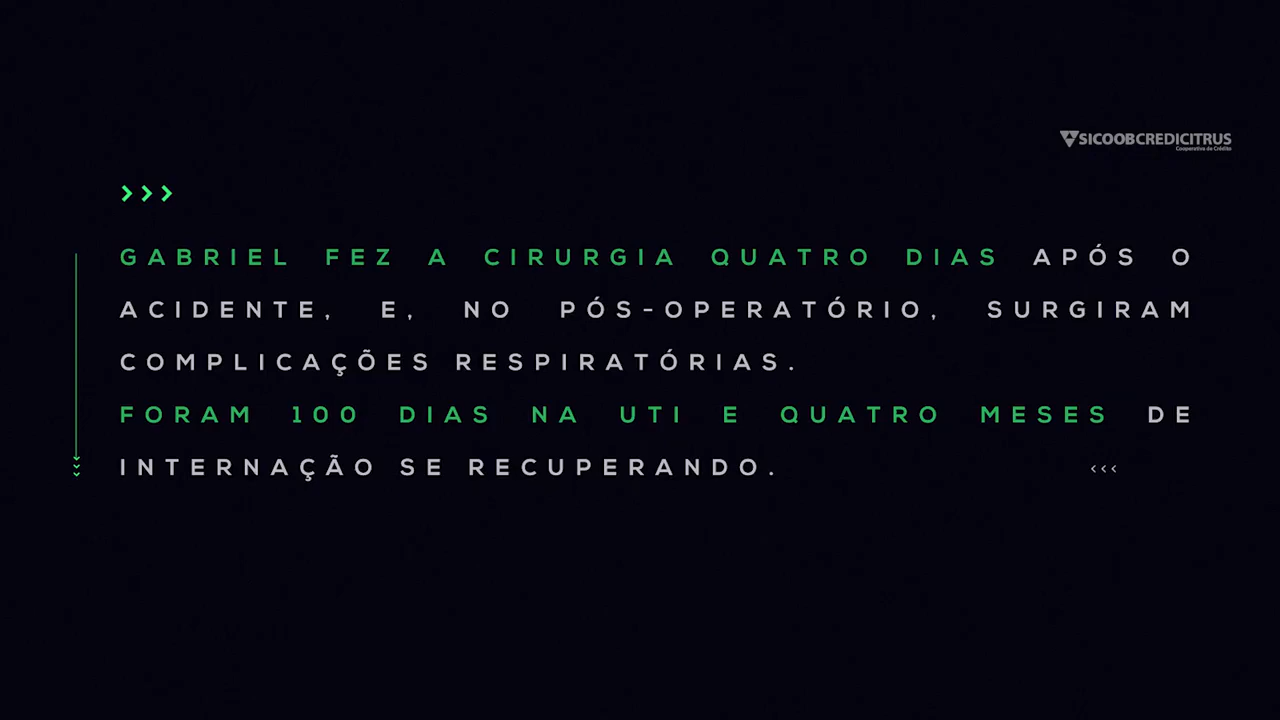 SICOOBCREDICITRUS
Cooperativa de Crédito
>>>
GABRIEL FEZ A CIRURGIA QUATRO DIAS APÓS O
ACIDENTE, E, NO PÓS-OPERATÓRIO, SURGIRAM
COMPLICAÇÕES RESPIRATÓRIAS.
FORAM 100 DIAS NA UTI E QUATRO MESES DE
INTERNAÇÃO SE RECUPERANDO.
<<<